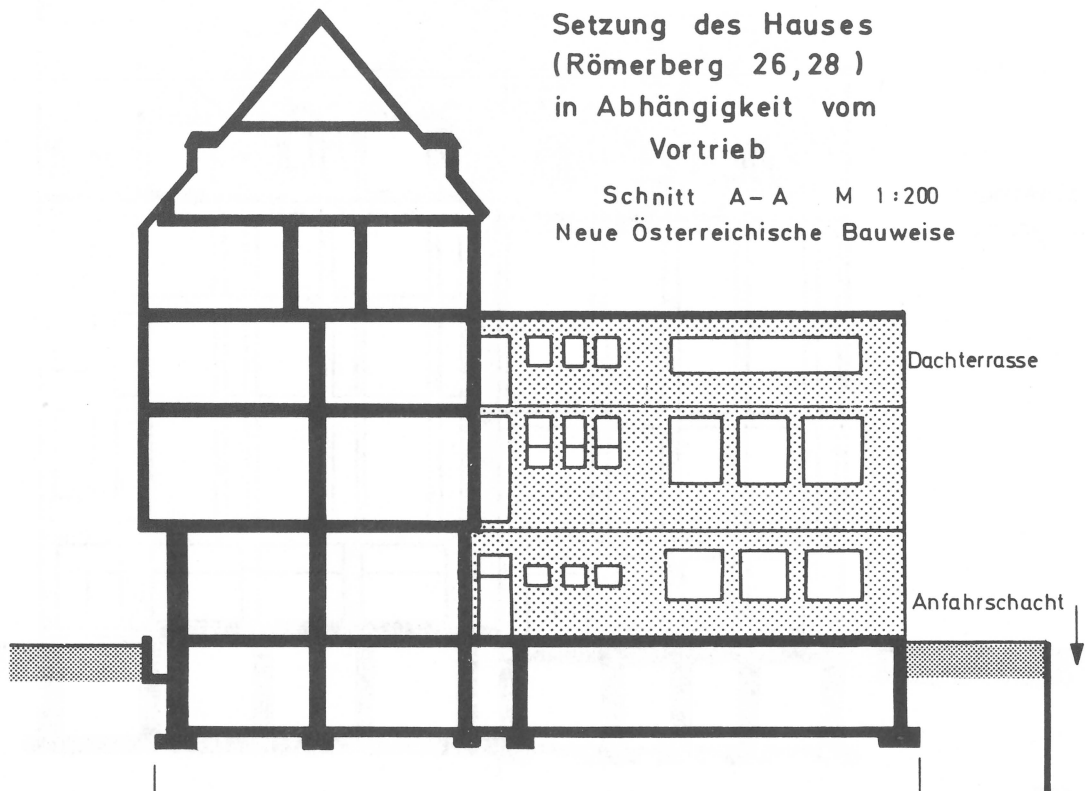 Setzung des Hauses
(Römerberg 26,28)
in Abhängigkeit vom
Vortrieb
Schnitt A-A M 1:200
Neue Österreichische Bauweise
Dachterrasse
Anfahrschacht